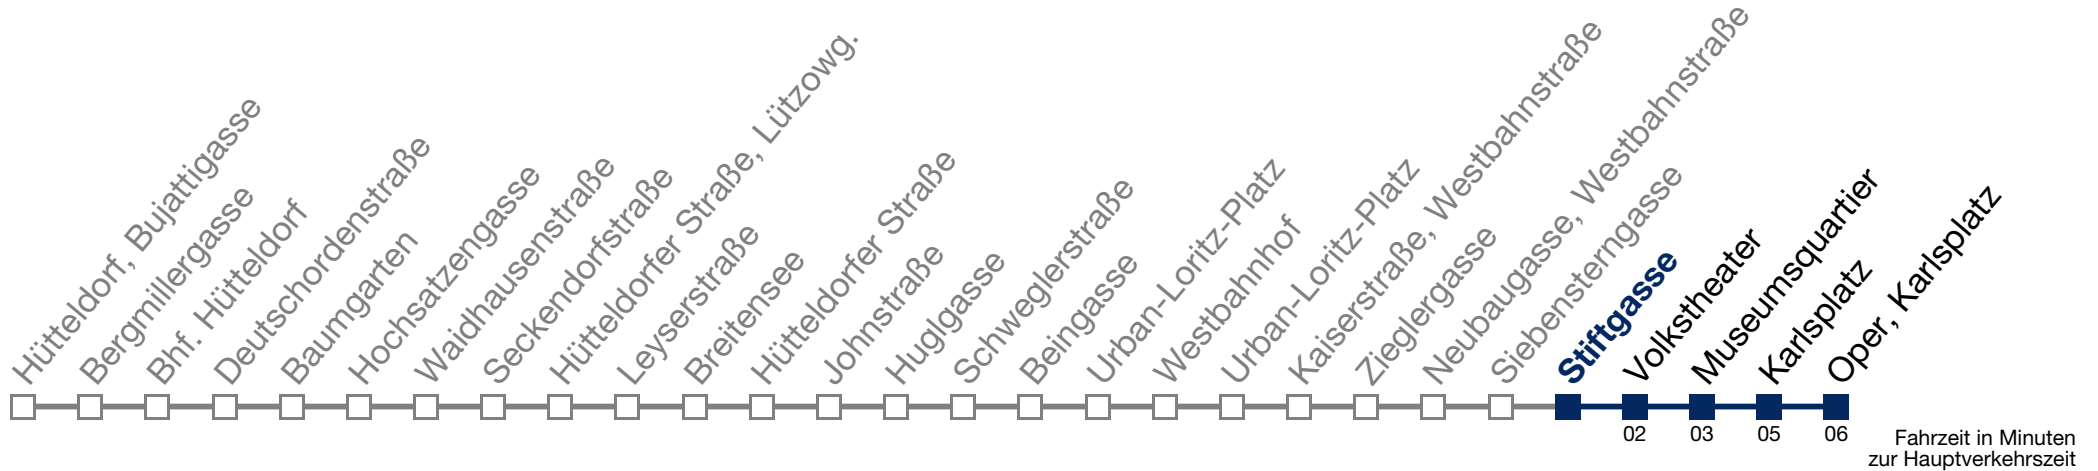 Hütteldorf, Bujattigasse
Bergmillergasse
Bhf. Hütteldorf
Deutschordenstraße
Baumgarten
Hochsatzengasse
Waidhausenstraße
Seckendorfstraße
Hütteldorfer Straße, Lützowg.
Leyserstraße
Breitensee
Hütteldorfer Straße
Johnstraße
Huglgasse
Schweglerstraße
Beingasse
Urban-Loritz-Platz
Westbahnhof
Urban-Loritz-Platz
Kaiserstraße, Westbahnstraße
Zieglergasse
Neubaugasse, Westbahnstraße
Siebensterngasse
Stiftgasse
Volkstheater
Museumsquartier
Karlsplatz
Oper, Karlsplatz
02 03 05 06
Fahrzeit in Minuten
zur Hauptverkehrszeit